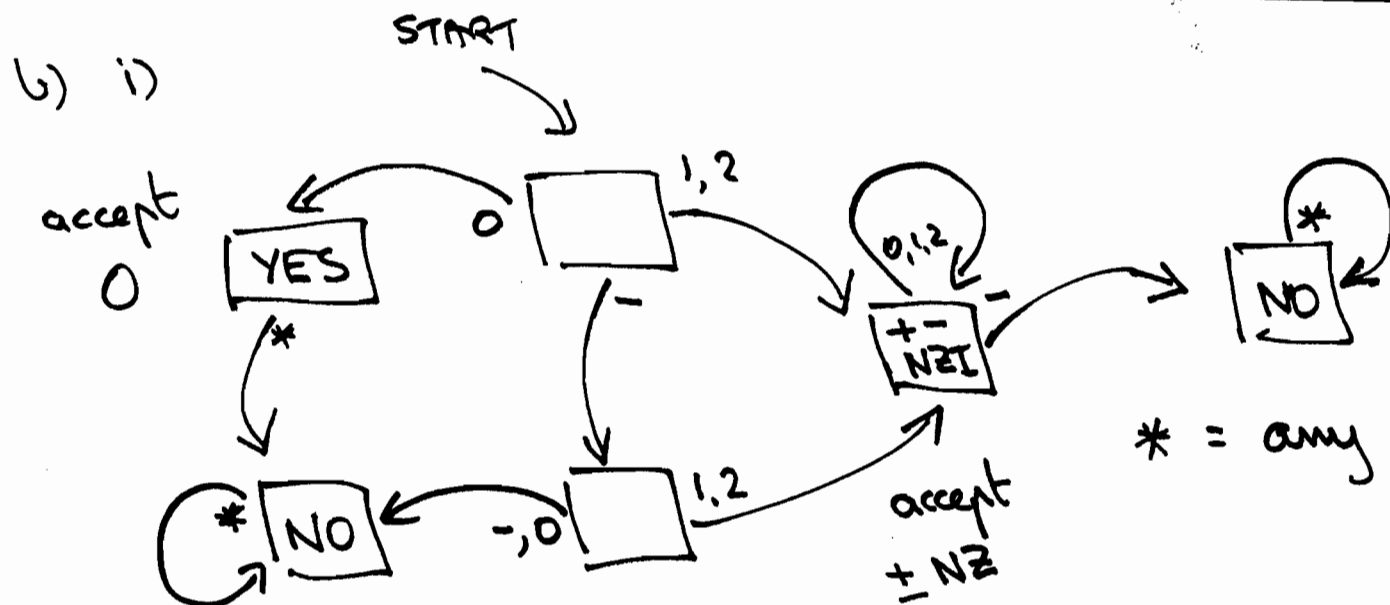 START
b) i)
1, 2
accept
0
0
YES
-
0,1,2
-
*
NO
+ -
NZI
*
* = any
*
NO
-,0
1,2
accept
± NZ